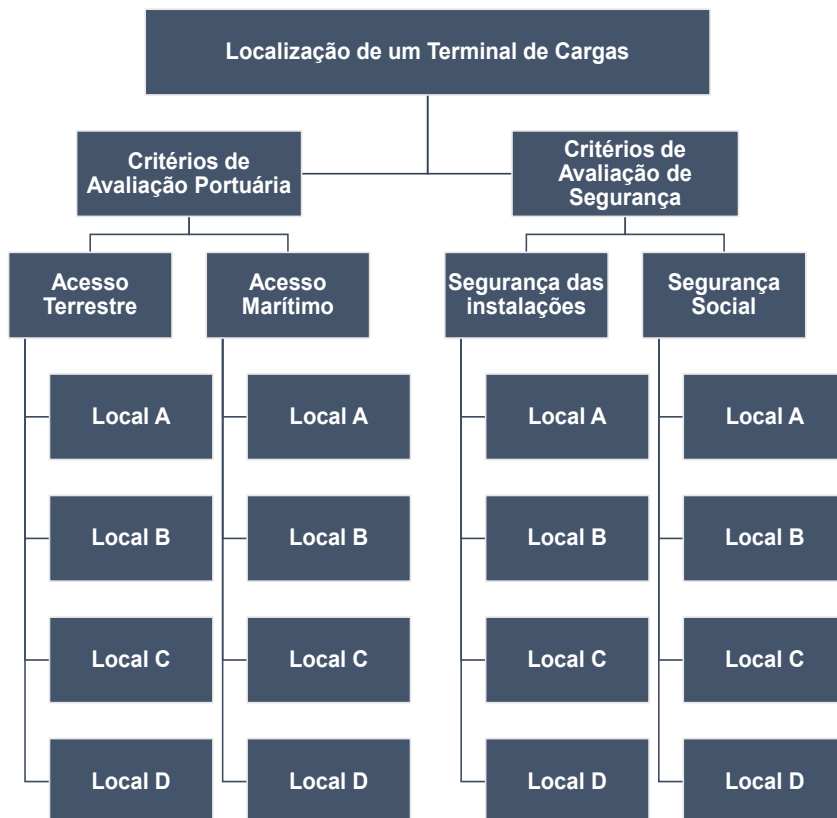 Localização de um Terminal de Cargas
Critérios de
Avaliação Portuária
Critérios de
Avaliação de
Segurança
Acesso
Terrestre
Acesso
Marítimo
Segurança das
instalações
Segurança
Social
Local A
Local A
Local A
Local A
Local B
Local B
Local B
Local B
Local C
Local C
Local C
Local C
Local D
Local D
Local D
Local D